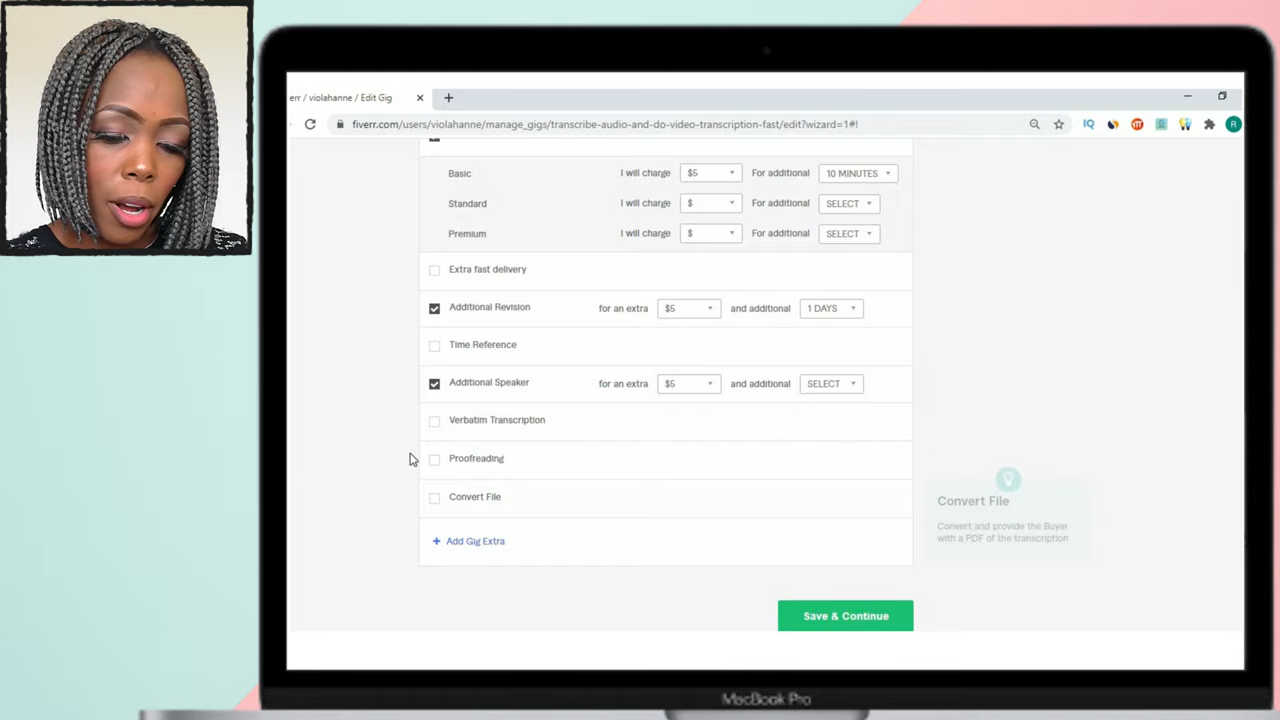 err / violahanne / Edit Gig
fiverr.com/users/violahanne/manage_gigs/transcribe-audio-and-do-video-transcription-fast/edit?wizard=1#!
IQ
R
Basic I will charge $5 For additional 10 MINUTES
Standard I will charge $ For additional SELECT
Premium I will charge $ For additional SELECT
Extra fast delivery
Additional Revision for an extra $5 and additional 1 DAYS
Time Reference
Additional Speaker for an extra $5 and additional SELECT
Verbatim Transcription
Proofreading
Convert File
+ Add Gig Extra
Convert File
Convert and provide the Buyer
with a PDF of the transcription
Save & Continue
MacBook Pro